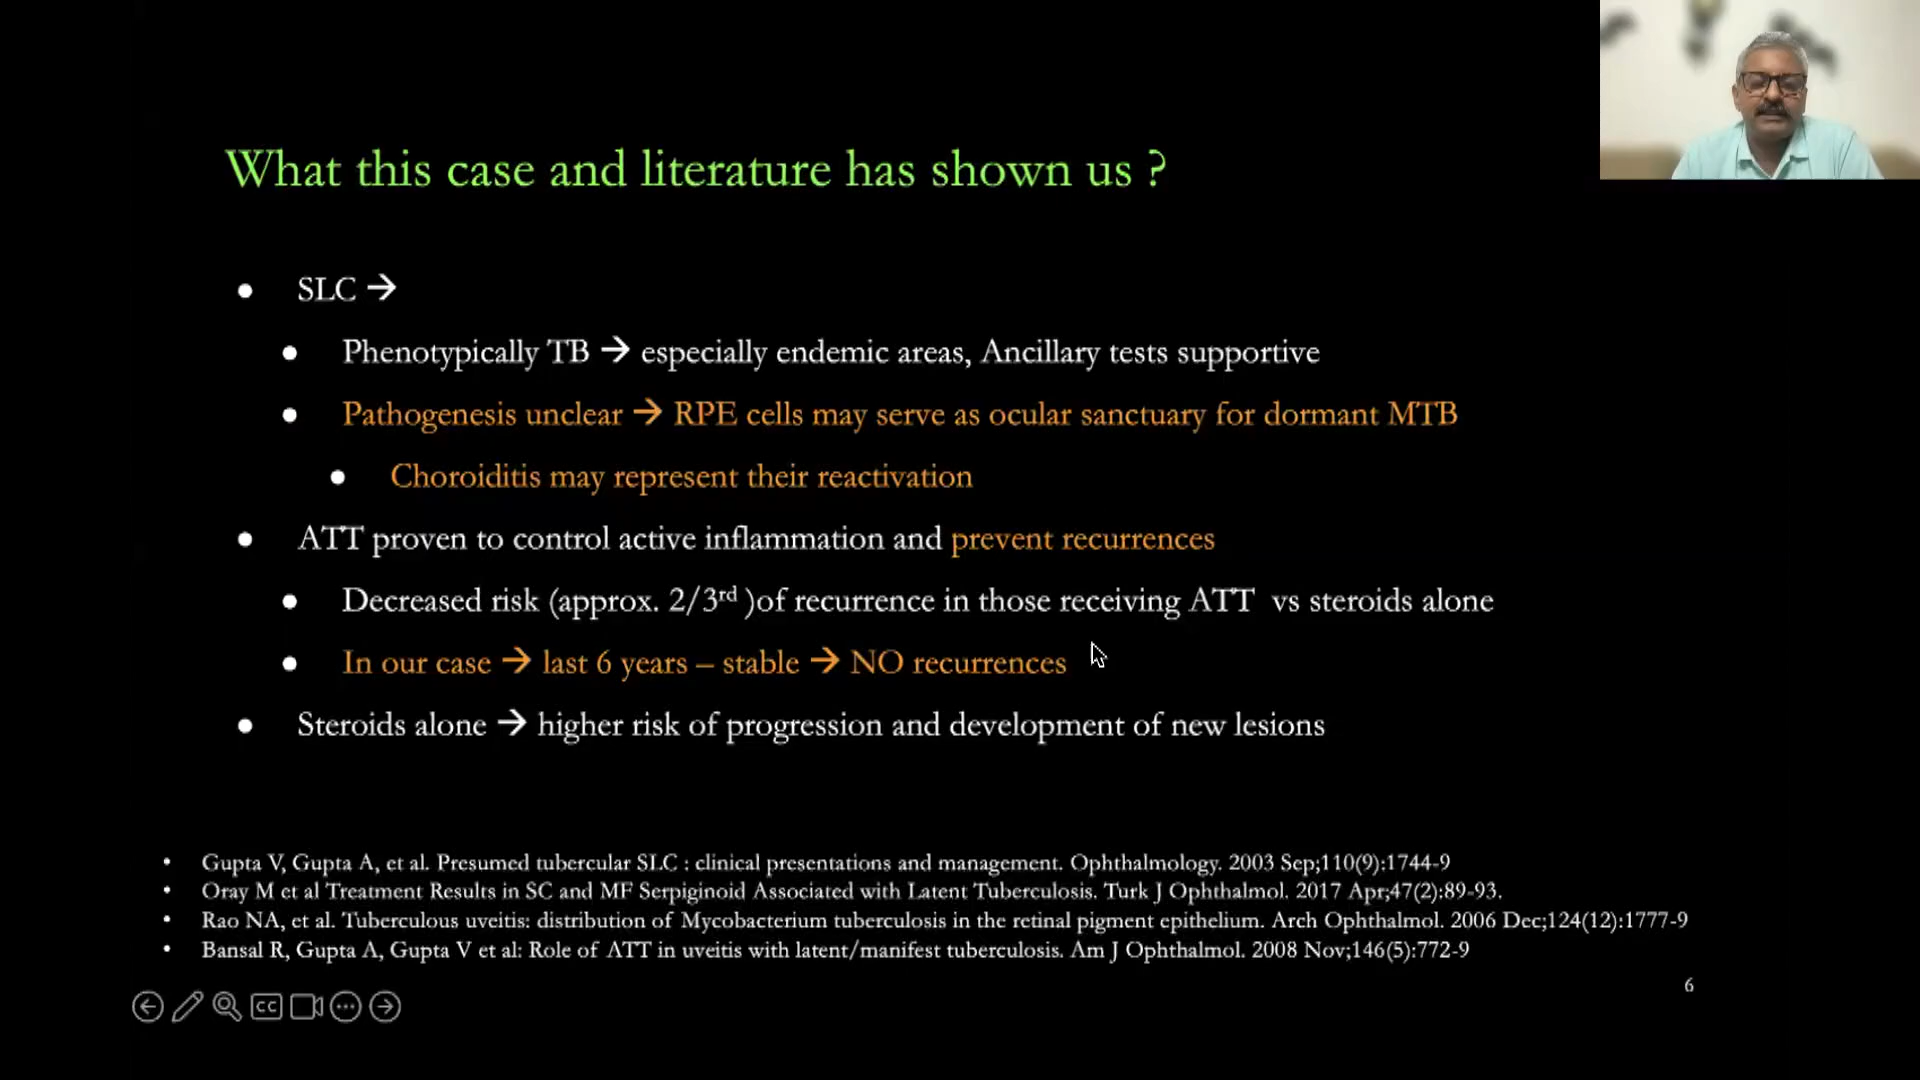 What this case and literature has shown us ?
● SLC →
● Phenotypically TB → especially endemic areas, Ancillary tests supportive
● Pathogenesis unclear → RPE cells may serve as ocular sanctuary for dormant MTB
● Choroiditis may represent their reactivation
● ATT proven to control active inflammation and prevent recurrences
● Decreased risk (approx. 2/3rd )of recurrence in those receiving ATT vs steroids alone
● In our case → last 6 years – stable → NO recurrences
● Steroids alone → higher risk of progression and development of new lesions
• Gupta V, Gupta A, et al. Presumed tubercular SLC : clinical presentations and management. Ophthalmology. 2003 Sep;110(9):1744-9
• Oray M et al Treatment Results in SC and MF Serpiginoid Associated with Latent Tuberculosis. Turk J Ophthalmol. 2017 Apr;47(2):89-93.
• Rao NA, et al. Tuberculous uveitis: distribution of Mycobacterium tuberculosis in the retinal pigment epithelium. Arch Ophthalmol. 2006 Dec;124(12):1777-9
• Bansal R, Gupta A, Gupta V et al: Role of ATT in uveitis with latent/manifest tuberculosis. Am J Ophthalmol. 2008 Nov;146(5):772-9
6
CC